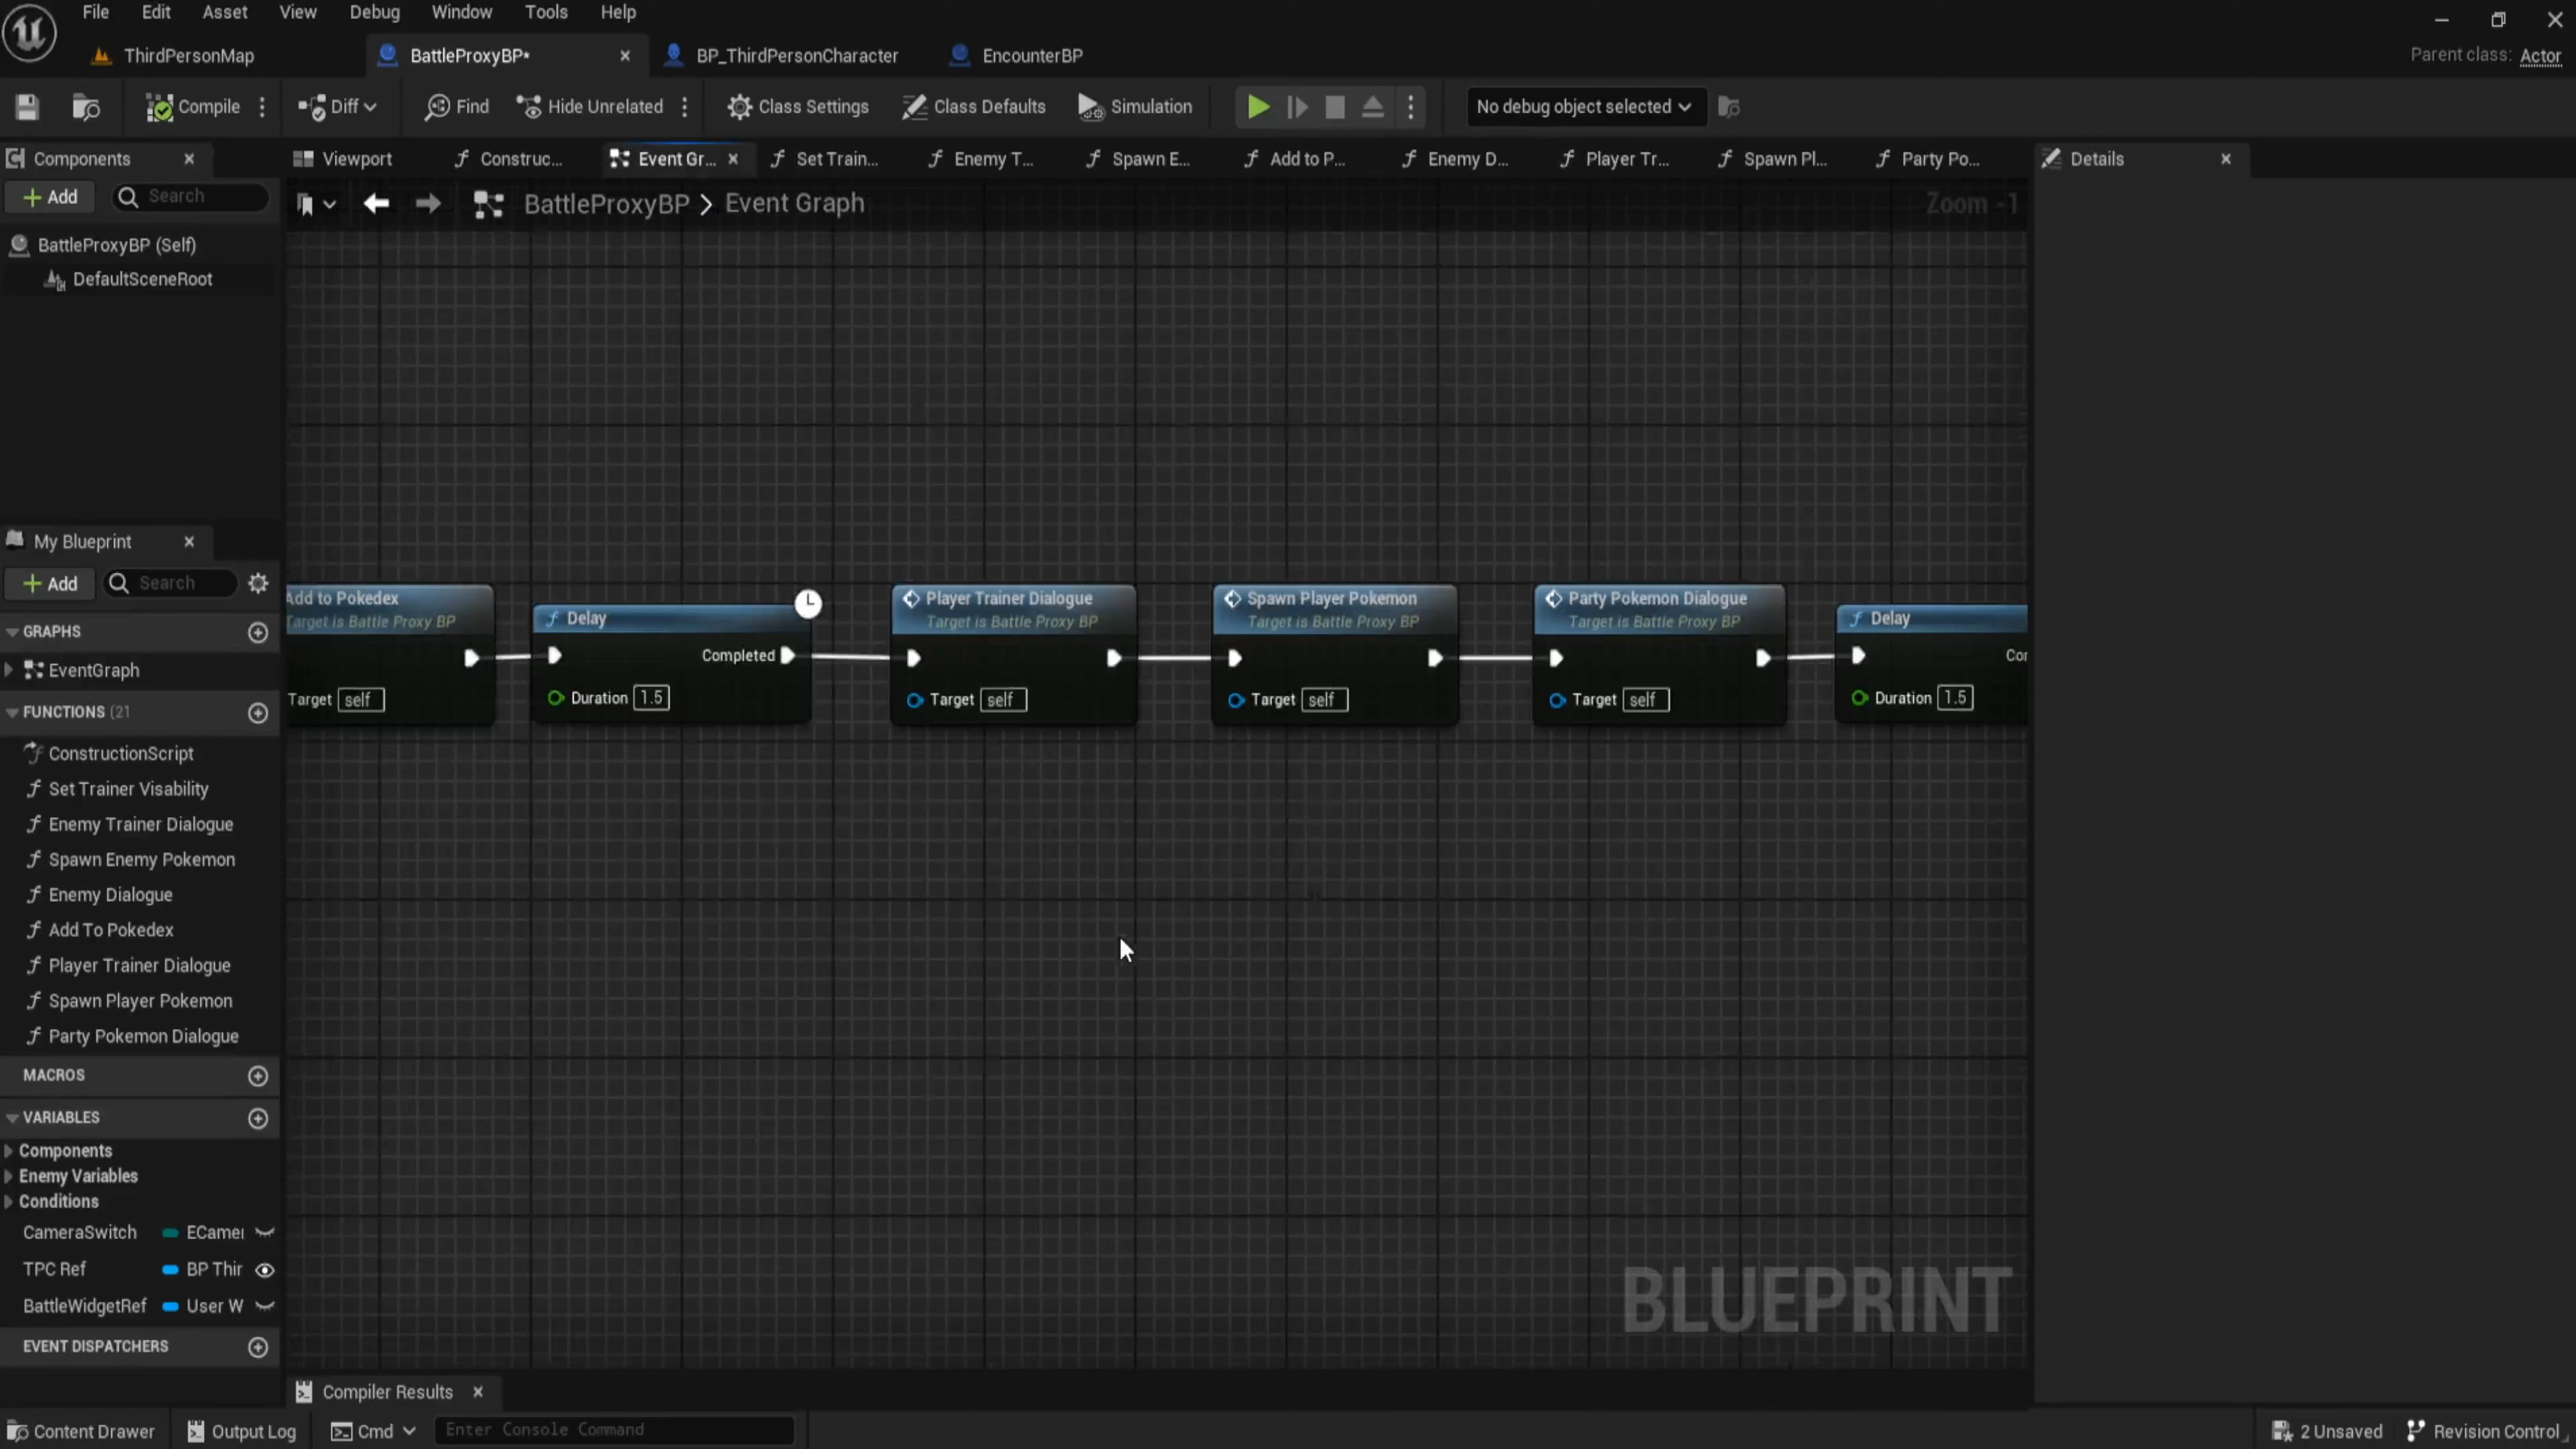 File Edit Asset View Debug Window Tools Help
ThirdPersonMap BattleProxyBP* BP_ThirdPersonCharacter EncounterBP Parent class: Actor
Compile Diff Find Hide Unrelated Class Settings Class Defaults Simulation No debug object selected
Components Viewport Construc... Event Gr... Set Train... Enemy T... Spawn E... Add to P... Enemy D... Player Tr... Spawn Pl... Party Po... Details
Add Search BattleProxyBP > Event Graph Zoom -1
BattleProxyBP (Self)
DefaultSceneRoot
My Blueprint
Add Search
GRAPHS
EventGraph
FUNCTIONS (21
ConstructionScript
Set Trainer Visability
Enemy Trainer Dialogue
Spawn Enemy Pokemon
Enemy Dialogue
Add To Pokedex
Player Trainer Dialogue
Spawn Player Pokemon
Party Pokemon Dialogue
MACROS
VARIABLES
Components
Enemy Variables
Conditions
CameraSwitch ECamer
TPC Ref BP Thir
BattleWidgetRef User W
EVENT DISPATCHERS
Add to Pokedex
Target is Battle Proxy BP
Target self
Delay
Completed
Duration 1.5
Player Trainer Dialogue
Target is Battle Proxy BP
Target self
Spawn Player Pokemon
Target is Battle Proxy BP
Target self
Party Pokemon Dialogue
Target is Battle Proxy BP
Target self
Delay
Cor
Duration 1.5
BLUEPRINT
Compiler Results
Content Drawer Output Log Cmd Enter Console Command 2 Unsaved Revision Control